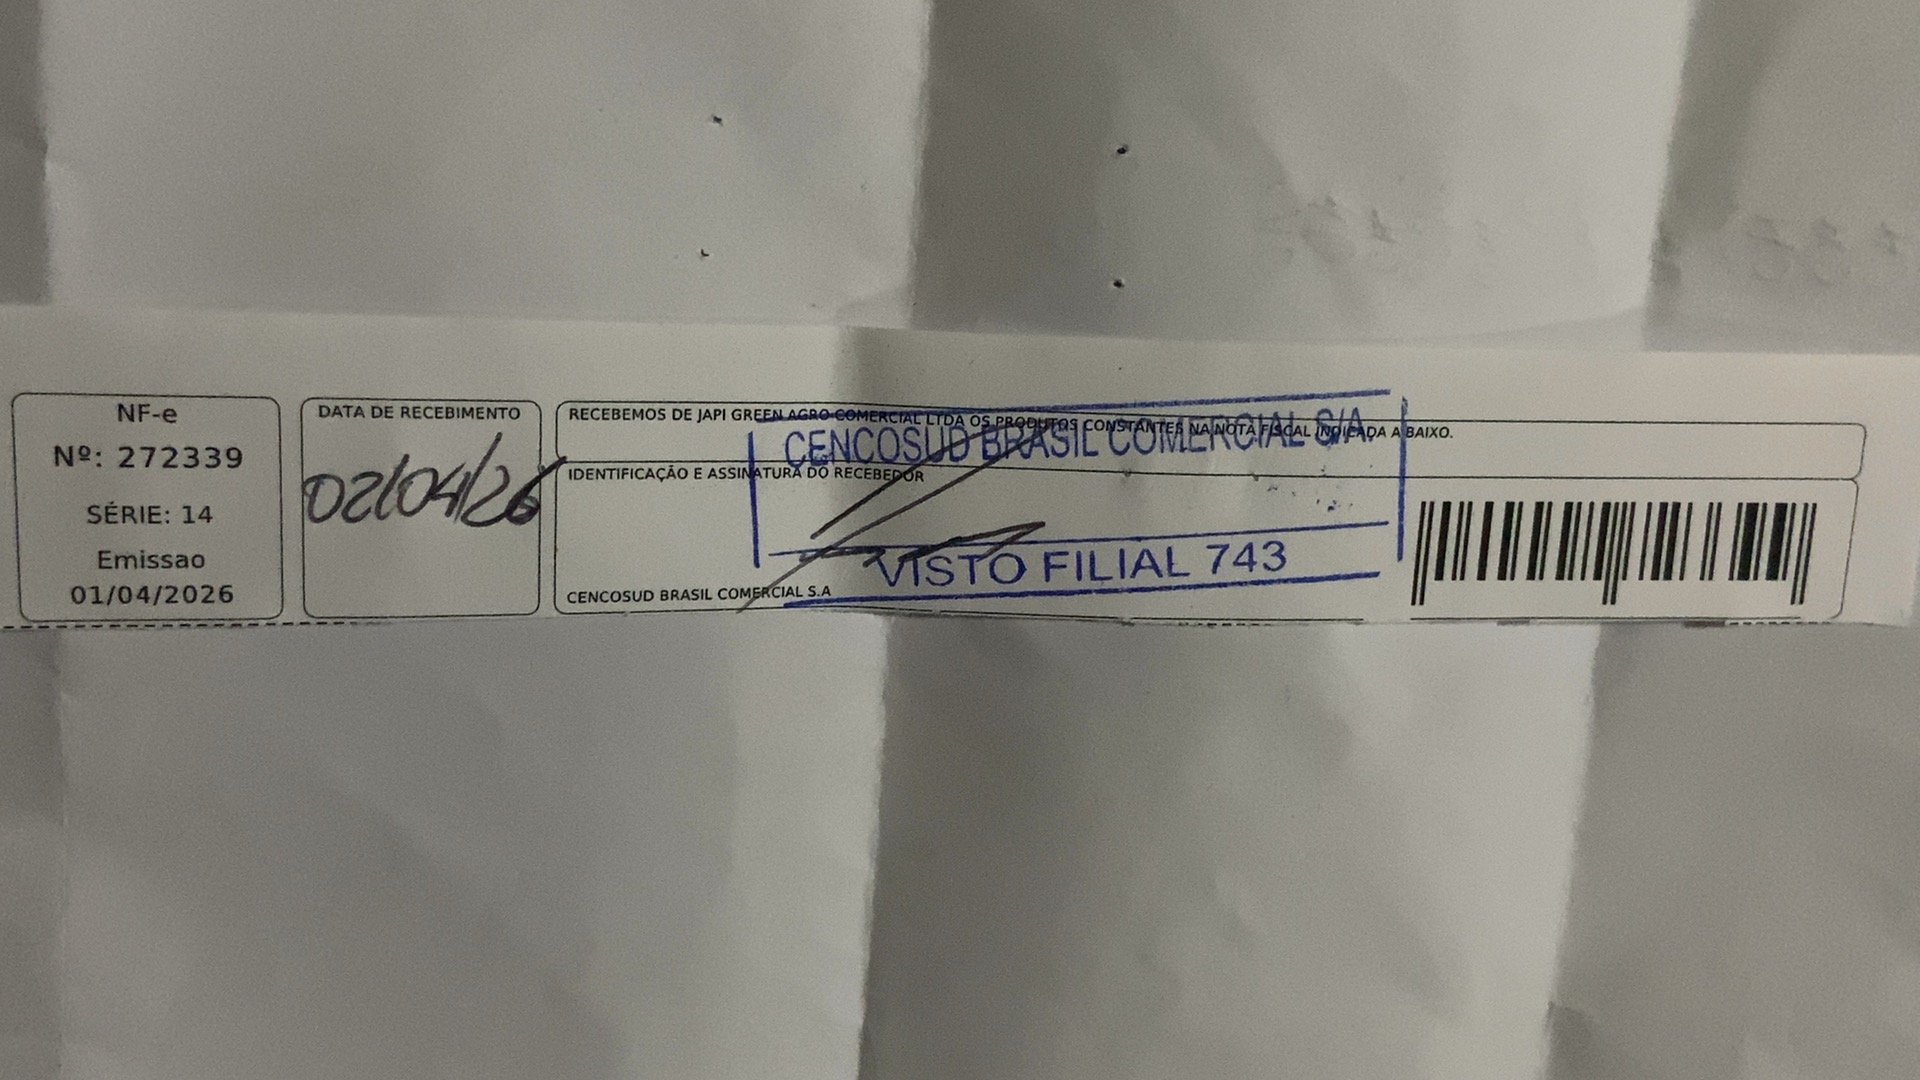 NF-e
Nº: 272339
SÉRIE: 14
Emissao
01/04/2026
DATA DE RECEBIMENTO
02/04/26
RECEBEMOS DE JAPI GREEN AGRO COMERCIAL LTDA OS PRODUTOS CONSTANTES NA NOTA FISCAL INDICADA A BAIXO.
CENCOSUD BRASIL COMERCIAL S/A
IDENTIFICAÇÃO E ASSINATURA DO RECEBEDOR
VISTO FILIAL 743
CENCOSUD BRASIL COMERCIAL S.A